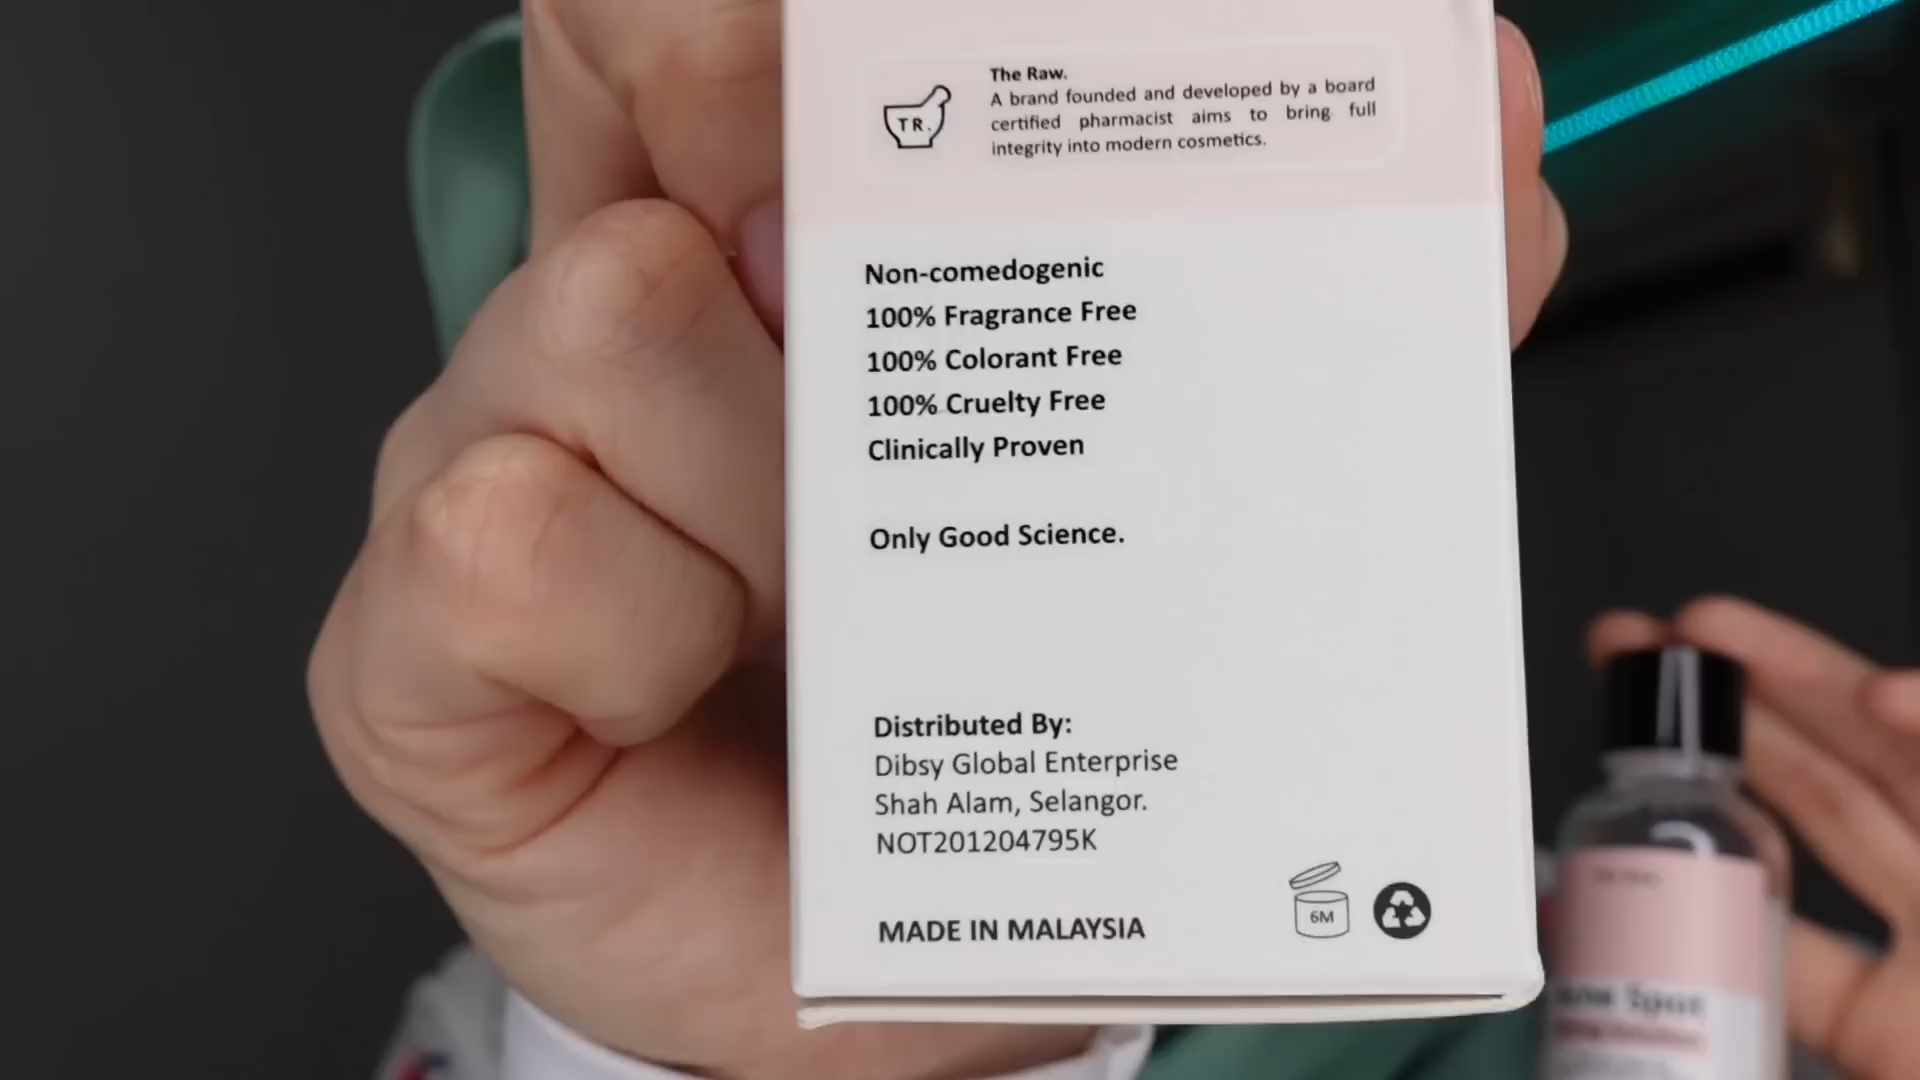 TR.
The Raw.
A brand founded and developed by a board
certified pharmacist aims to bring full
integrity into modern cosmetics.
Non-comedogenic
100% Fragrance Free
100% Colorant Free
100% Cruelty Free
Clinically Proven
Only Good Science.
Distributed By:
Dibsy Global Enterprise
Shah Alam, Selangor.
NOT201204795K
MADE IN MALAYSIA
6M
Spot